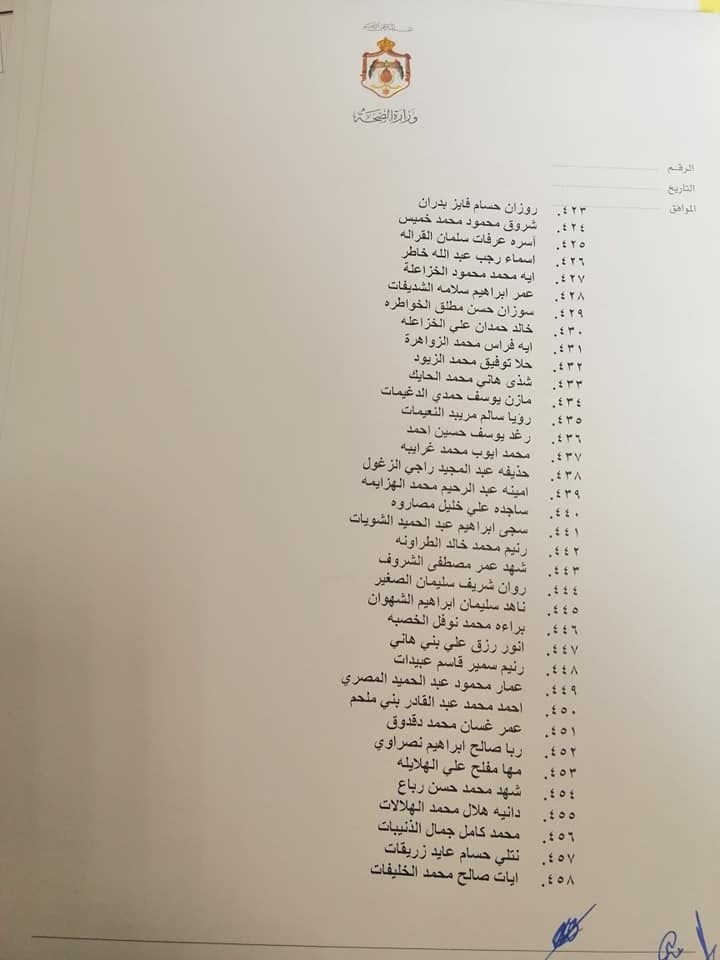 وزارة الصحة
الرقم
التاريخ
الموافق
٤٢٣. روزان حسام فايز بدران
٤٢٤. شروق محمود محمد خميس
٤٢٥. أسره عرفات سلمان القراله
٤٢٦. اسماء رجب عبد الله خاطر
٤٢٧. ايه محمد محمود الخزاعلة
٤٢٨. عمر ابراهيم سلامه الشديفات
٤٢٩. سوزان حسن مطلق الخواطره
٤٣٠. خالد حمدان علي الخزاعله
٤٣١. ايه فراس محمد الزواهرة
٤٣٢. حلا توفيق محمد الزيود
٤٣٣. شذى هاني محمد الحايك
٤٣٤. مازن يوسف حمدي الدغيمات
٤٣٥. رؤيا سالم مريبد النعيمات
٤٣٦. رغد يوسف حسين احمد
٤٣٧. محمد ايوب محمد غرايبه
٤٣٨. حذيفه عبد المجيد راجي الزغول
٤٣٩. امينه عبد الرحيم محمد الهزايمه
٤٤٠. ساجده علي خليل مصاروه
٤٤١. سجى ابراهيم عبد الحميد الشويات
٤٤٢. رنيم محمد خالد الطراونه
٤٤٣. شهد عمر مصطفى الشروف
٤٤٤. روان شريف سليمان الصغير
٤٤٥. ناهد سليمان ابراهيم الشهوان
٤٤٦. براءه محمد نوفل الخصبه
٤٤٧. انور رزق علي بني هاني
٤٤٨. رنيم سمير قاسم عبيدات
٤٤٩. عمار محمود عبد الحميد المصري
٤٥٠. احمد محمد عبد القادر بني ملحم
٤٥١. عمر غسان محمد دقدوق
٤٥٢. ربا صالح ابراهيم نصراوي
٤٥٣. مها مفلح علي الهلايله
٤٥٤. شهد محمد حسن رباع
٤٥٥. دانيه هلال محمد الهلالات
٤٥٦. محمد كامل جمال الذنيبات
٤٥٧. نتلي حسام عايد زريقات
٤٥٨. ايات صالح محمد الخليفات